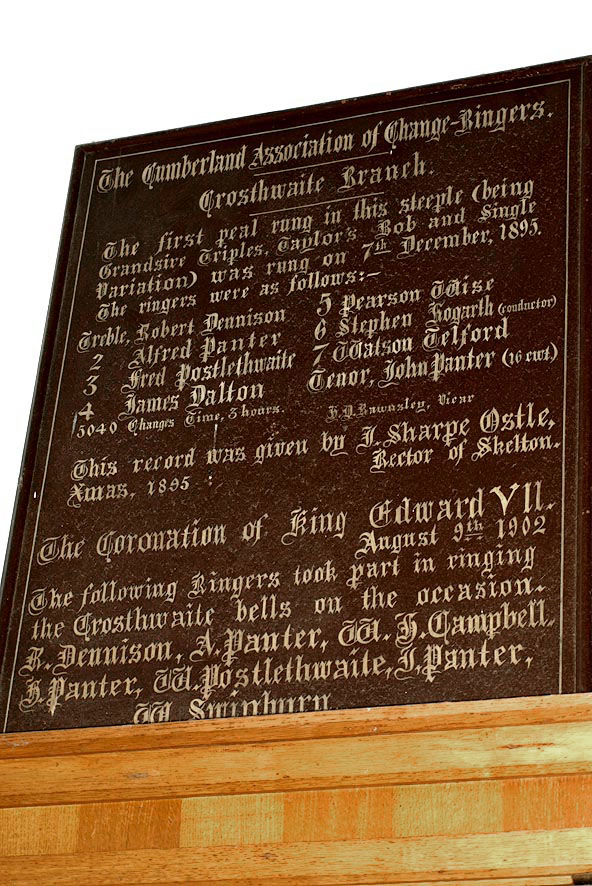 The Cumberland Association of Change-Ringers.
Crosthwaite Branch.
The first peal rung in this steeple (being
Grandsire Triples, Taylor's Bob and Single
Variation) was rung on 7th December, 1895.
The ringers were as follows:-
Treble, Robert Dennison 5 Pearson Wise
2 Alfred Panter 6 Stephen Hogarth (conductor)
3 Fred Postlethwaite 7 Watson Telford
4 James Dalton Tenor, John Panter (16 cwt)
5040 Changes Time, 3 hours. H.D. Rawnsley, Vicar
This record was given by J. Sharpe Ostle,
Xmas, 1895 : Rector of Skelton.
The Coronation of King Edward VII.
August 9th 1902
The following Ringers took part in ringing
the Crosthwaite bells on the occasion.
R. Dennison, A. Panter, W. H. Campbell,
Panter, W. Postlethwaite, J, Panter,
W. Swinburn.